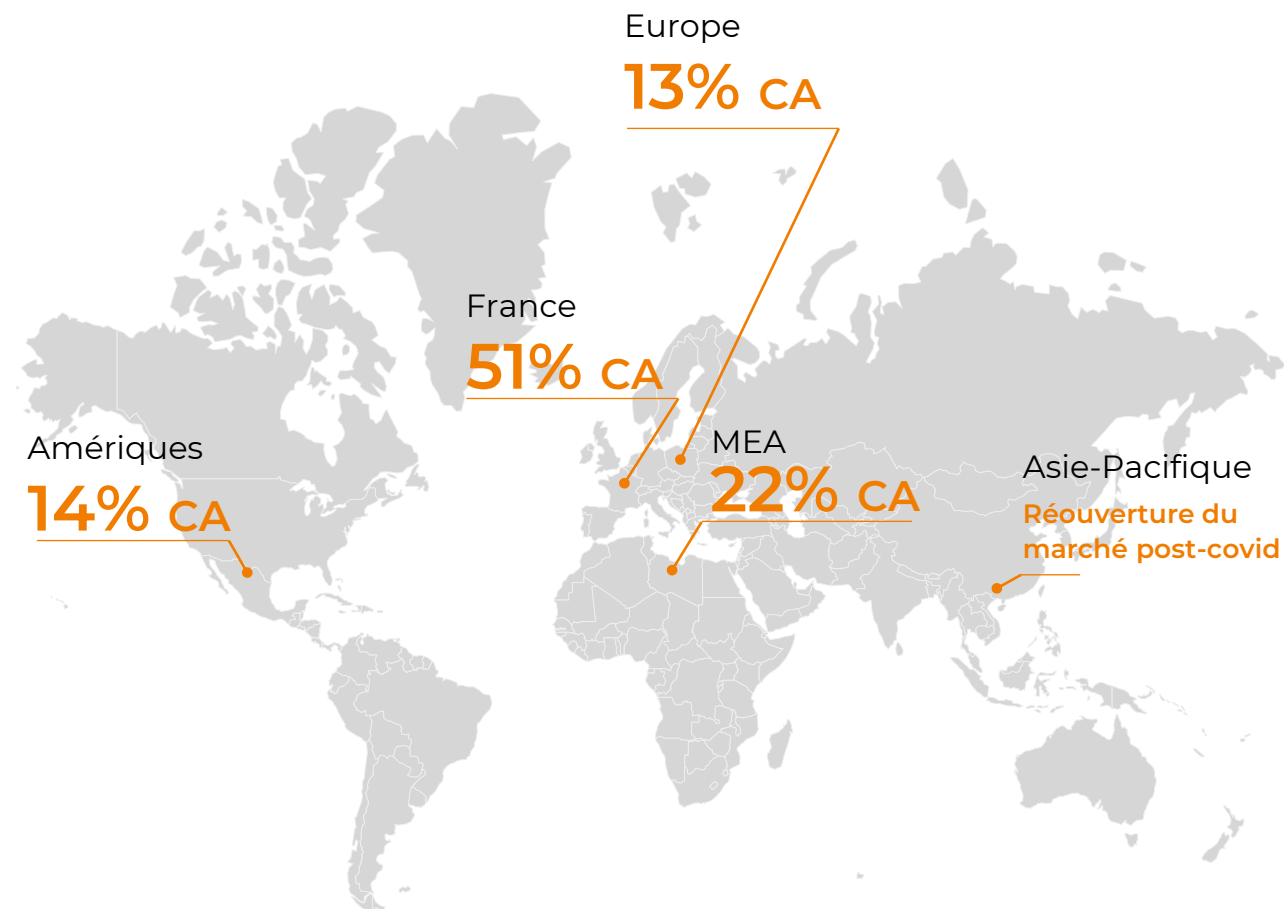 Europe
13% CA
France
51% CA
Amériques
14% CA
MEA
22% CA
Asie-Pacifique
Réouverture du
marché post-covid